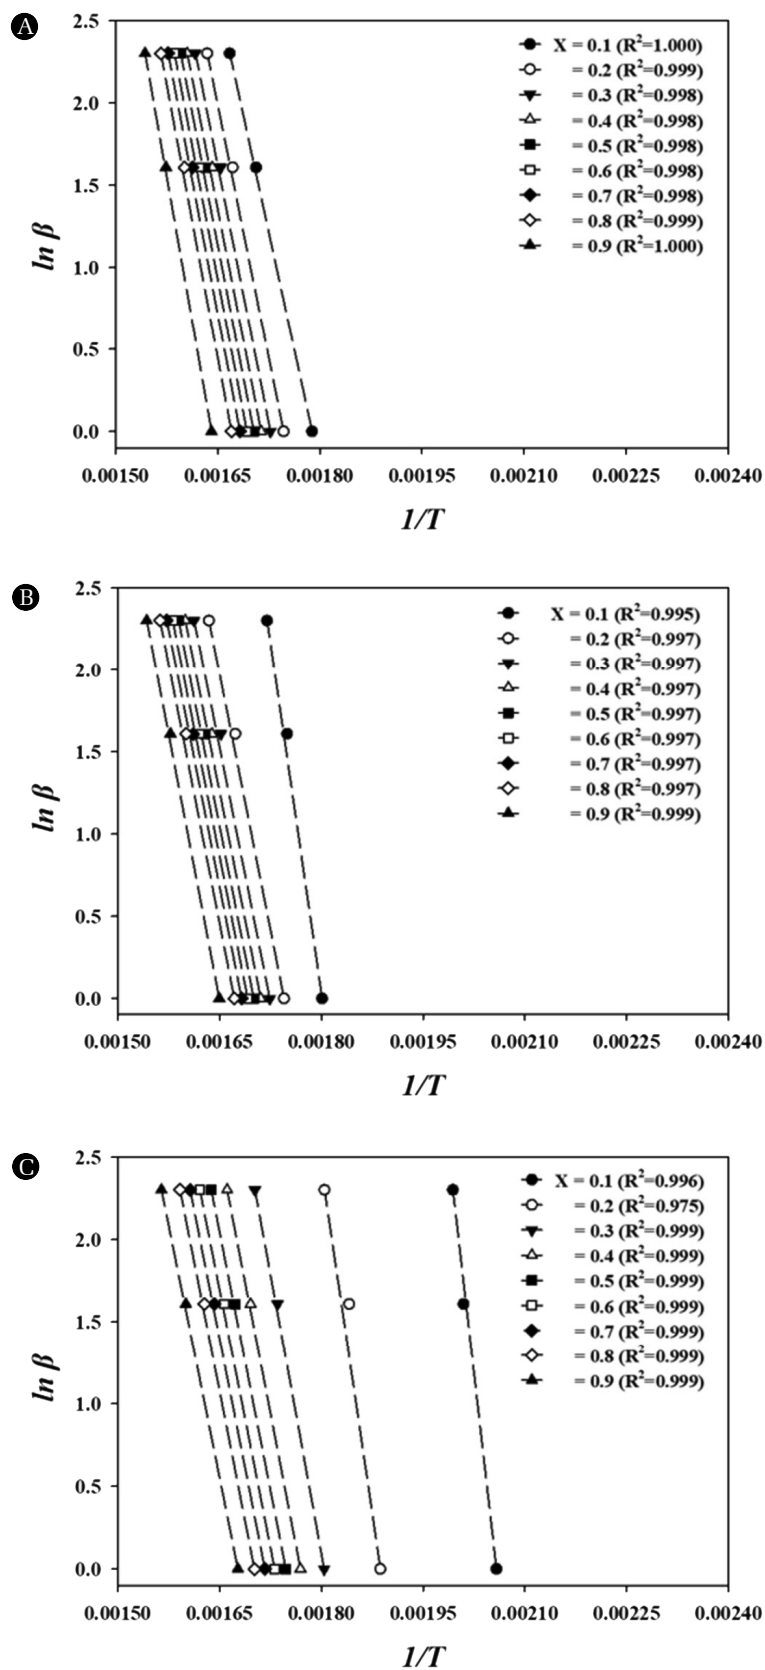 A
2.5
2.0
1.5
1.0
0.5
0.0
ln β
X = 0.1 (R²=1.000)
= 0.2 (R²=0.999)
= 0.3 (R²=0.998)
= 0.4 (R²=0.998)
= 0.5 (R²=0.998)
= 0.6 (R²=0.998)
= 0.7 (R²=0.998)
= 0.8 (R²=0.999)
= 0.9 (R²=1.000)
0.00150 0.00165 0.00180 0.00195 0.00210 0.00225 0.00240
1/T
B
2.5
2.0
1.5
1.0
0.5
0.0
ln β
X = 0.1 (R²=0.995)
= 0.2 (R²=0.997)
= 0.3 (R²=0.997)
= 0.4 (R²=0.997)
= 0.5 (R²=0.997)
= 0.6 (R²=0.997)
= 0.7 (R²=0.997)
= 0.8 (R²=0.997)
= 0.9 (R²=0.999)
0.00150 0.00165 0.00180 0.00195 0.00210 0.00225 0.00240
1/T
C
2.5
2.0
1.5
1.0
0.5
0.0
ln β
X = 0.1 (R²=0.996)
= 0.2 (R²=0.975)
= 0.3 (R²=0.999)
= 0.4 (R²=0.999)
= 0.5 (R²=0.999)
= 0.6 (R²=0.999)
= 0.7 (R²=0.999)
= 0.8 (R²=0.999)
= 0.9 (R²=0.999)
0.00150 0.00165 0.00180 0.00195 0.00210 0.00225 0.00240
1/T